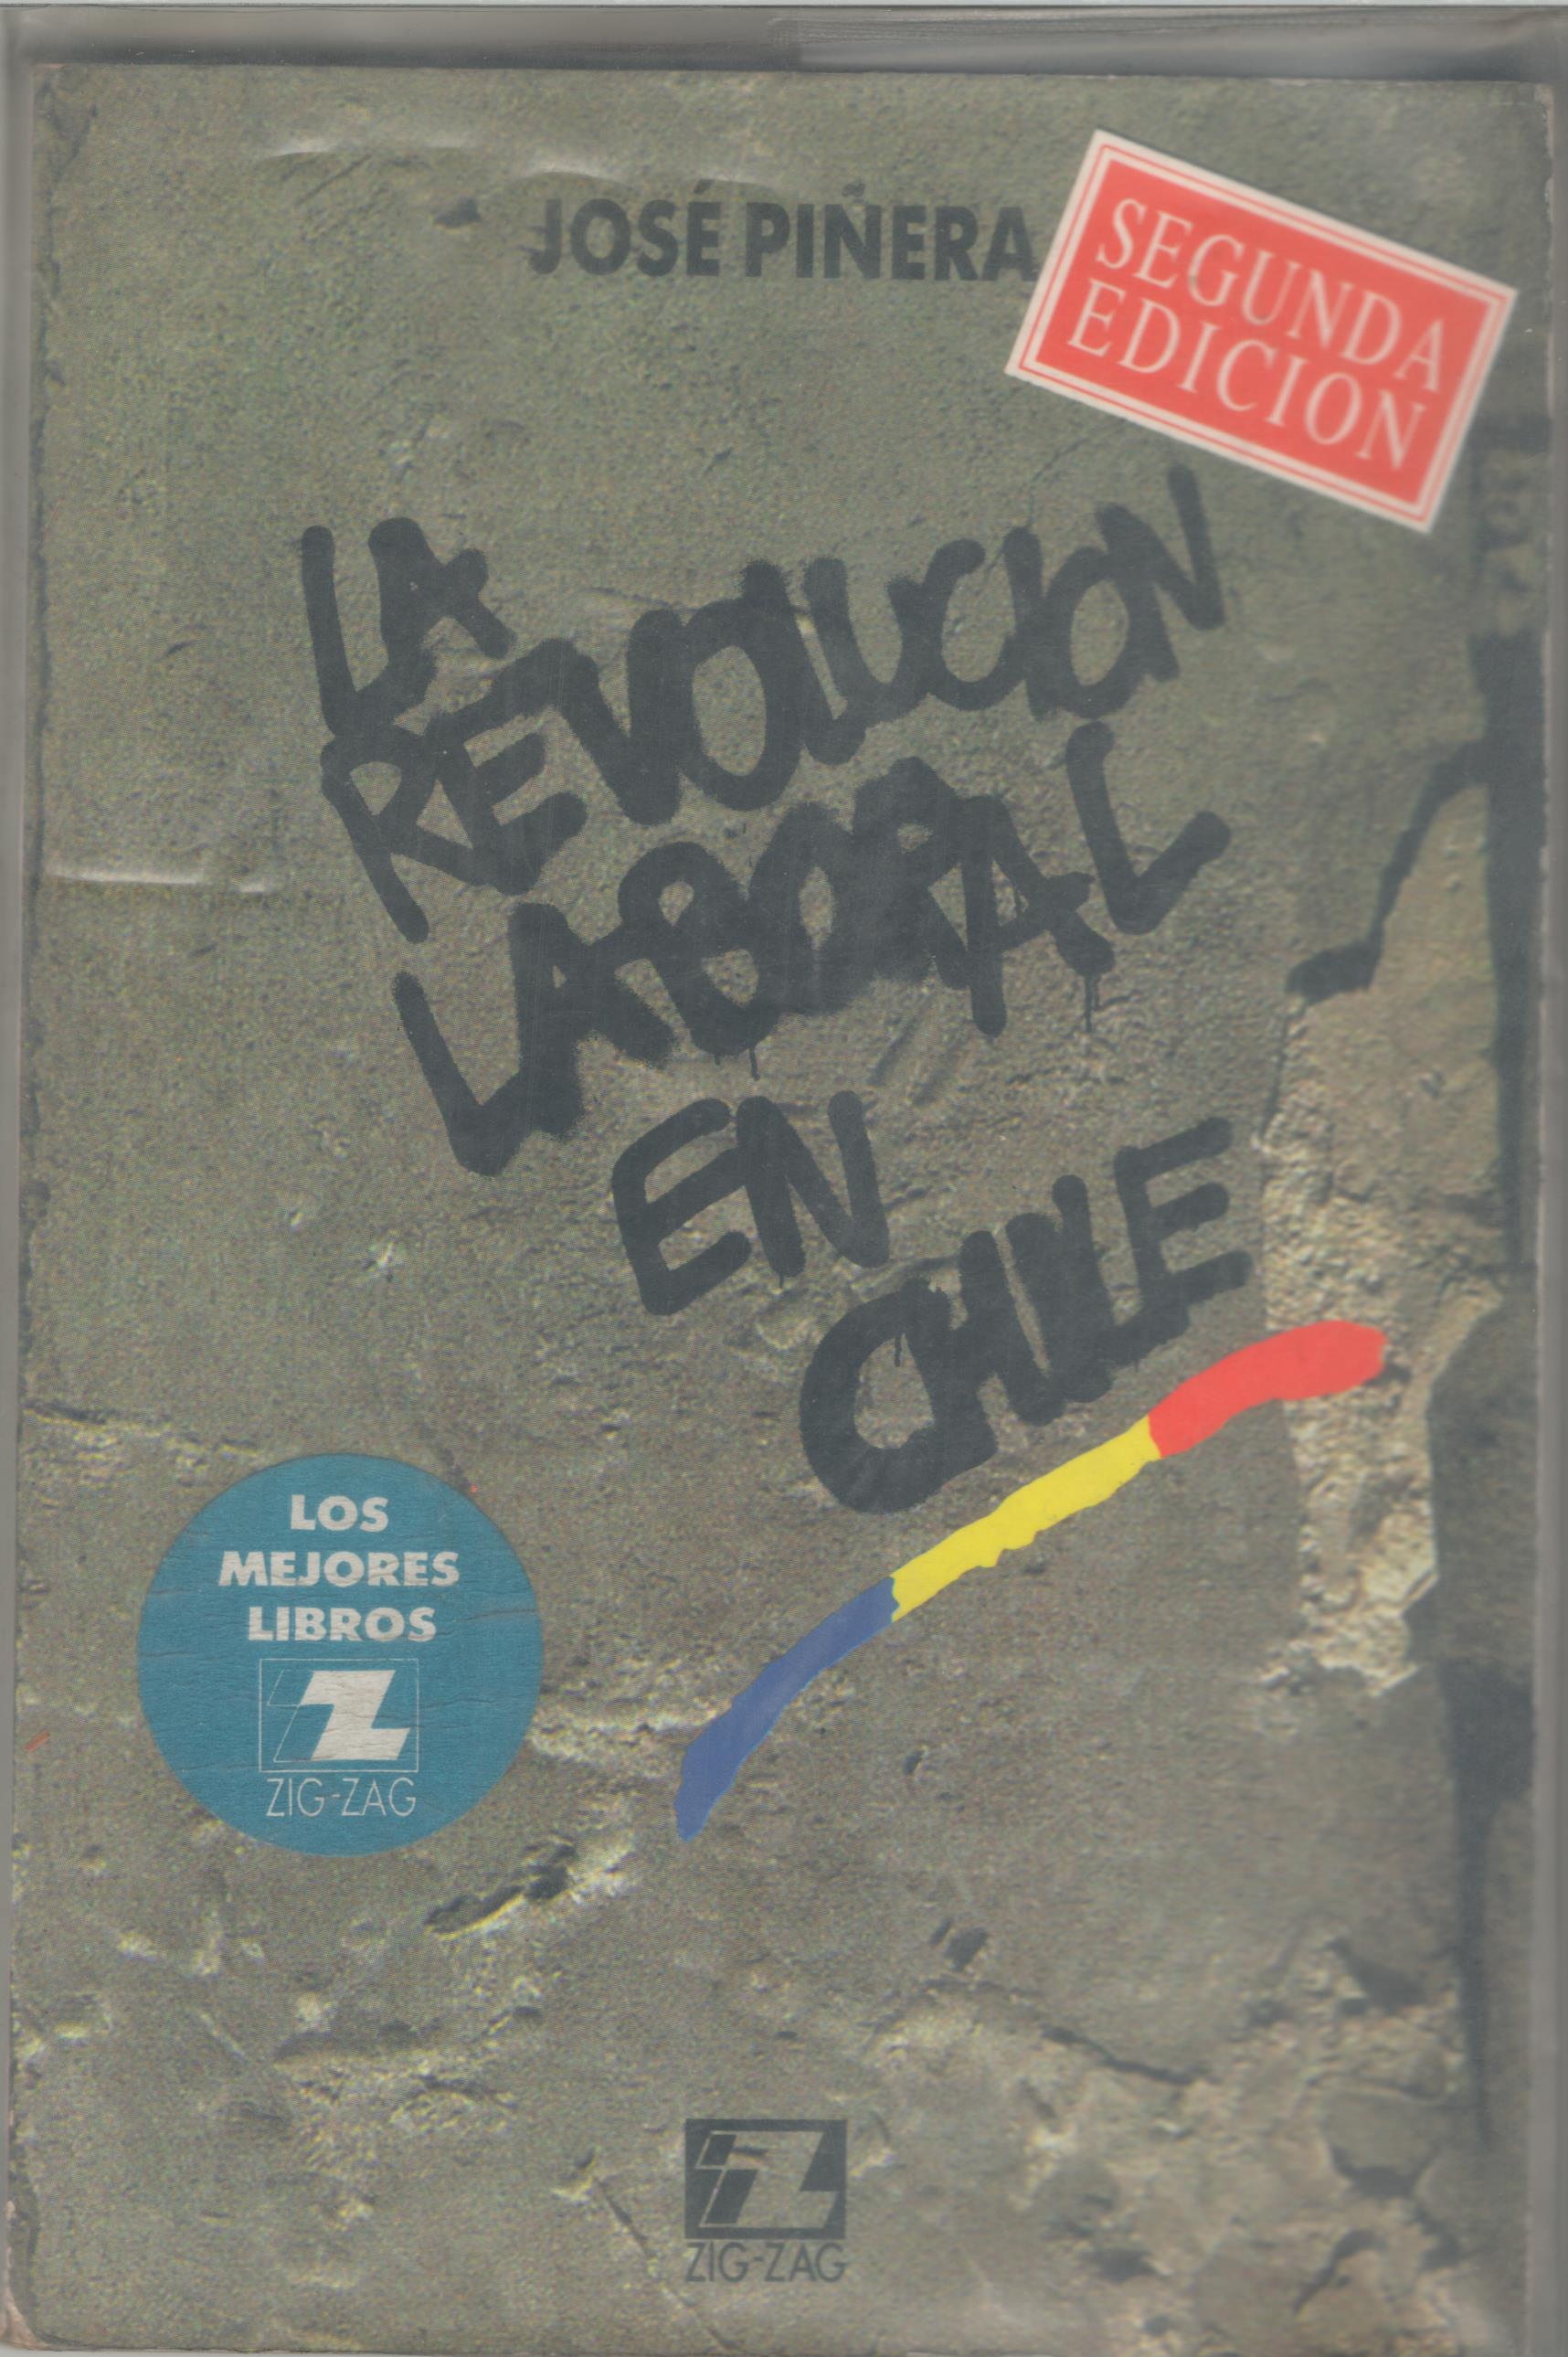 JOSÉ PIÑERA
SEGUNDA
EDICION
LA
REVOLUCION
LABORAL
EN
CHILE
LOS
MEJORES
LIBROS
ZIG-ZAG
ZIG-ZAG